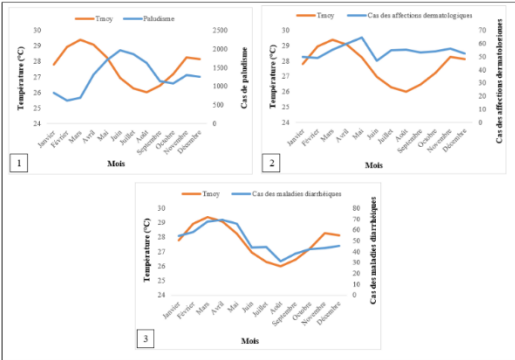 Tmoy Paludisme
30 2500
29 2000
28
27 1500
26 1000
25 500
24 0
Température (°C)
Cas de paludisme
Janvier Février Mars Avril Mai Juin Juillet Août Septembre Octobre Novembre Décembre
1
Mois
Tmoy Cas des affections dermatologiques
30 70
29 60
28 50
27 40
26 30
25 20
10
24 0
Température (°C)
Cas des affections dermatologiques
Janvier Février Mars Avril Mai Juin Juillet Août Septembre Octobre Novembre Décembre
2
Mois
Tmoy Cas des maladies diarrhéiques
30 80
29 70
28 60
50
27 40
26 30
25 20
10
24 0
Température (°C)
Cas des maladies diarrhéiques
Janvier Février Mars Avril Mai Juin Juillet Août Septembre Octobre Novembre Décembre
3
Mois